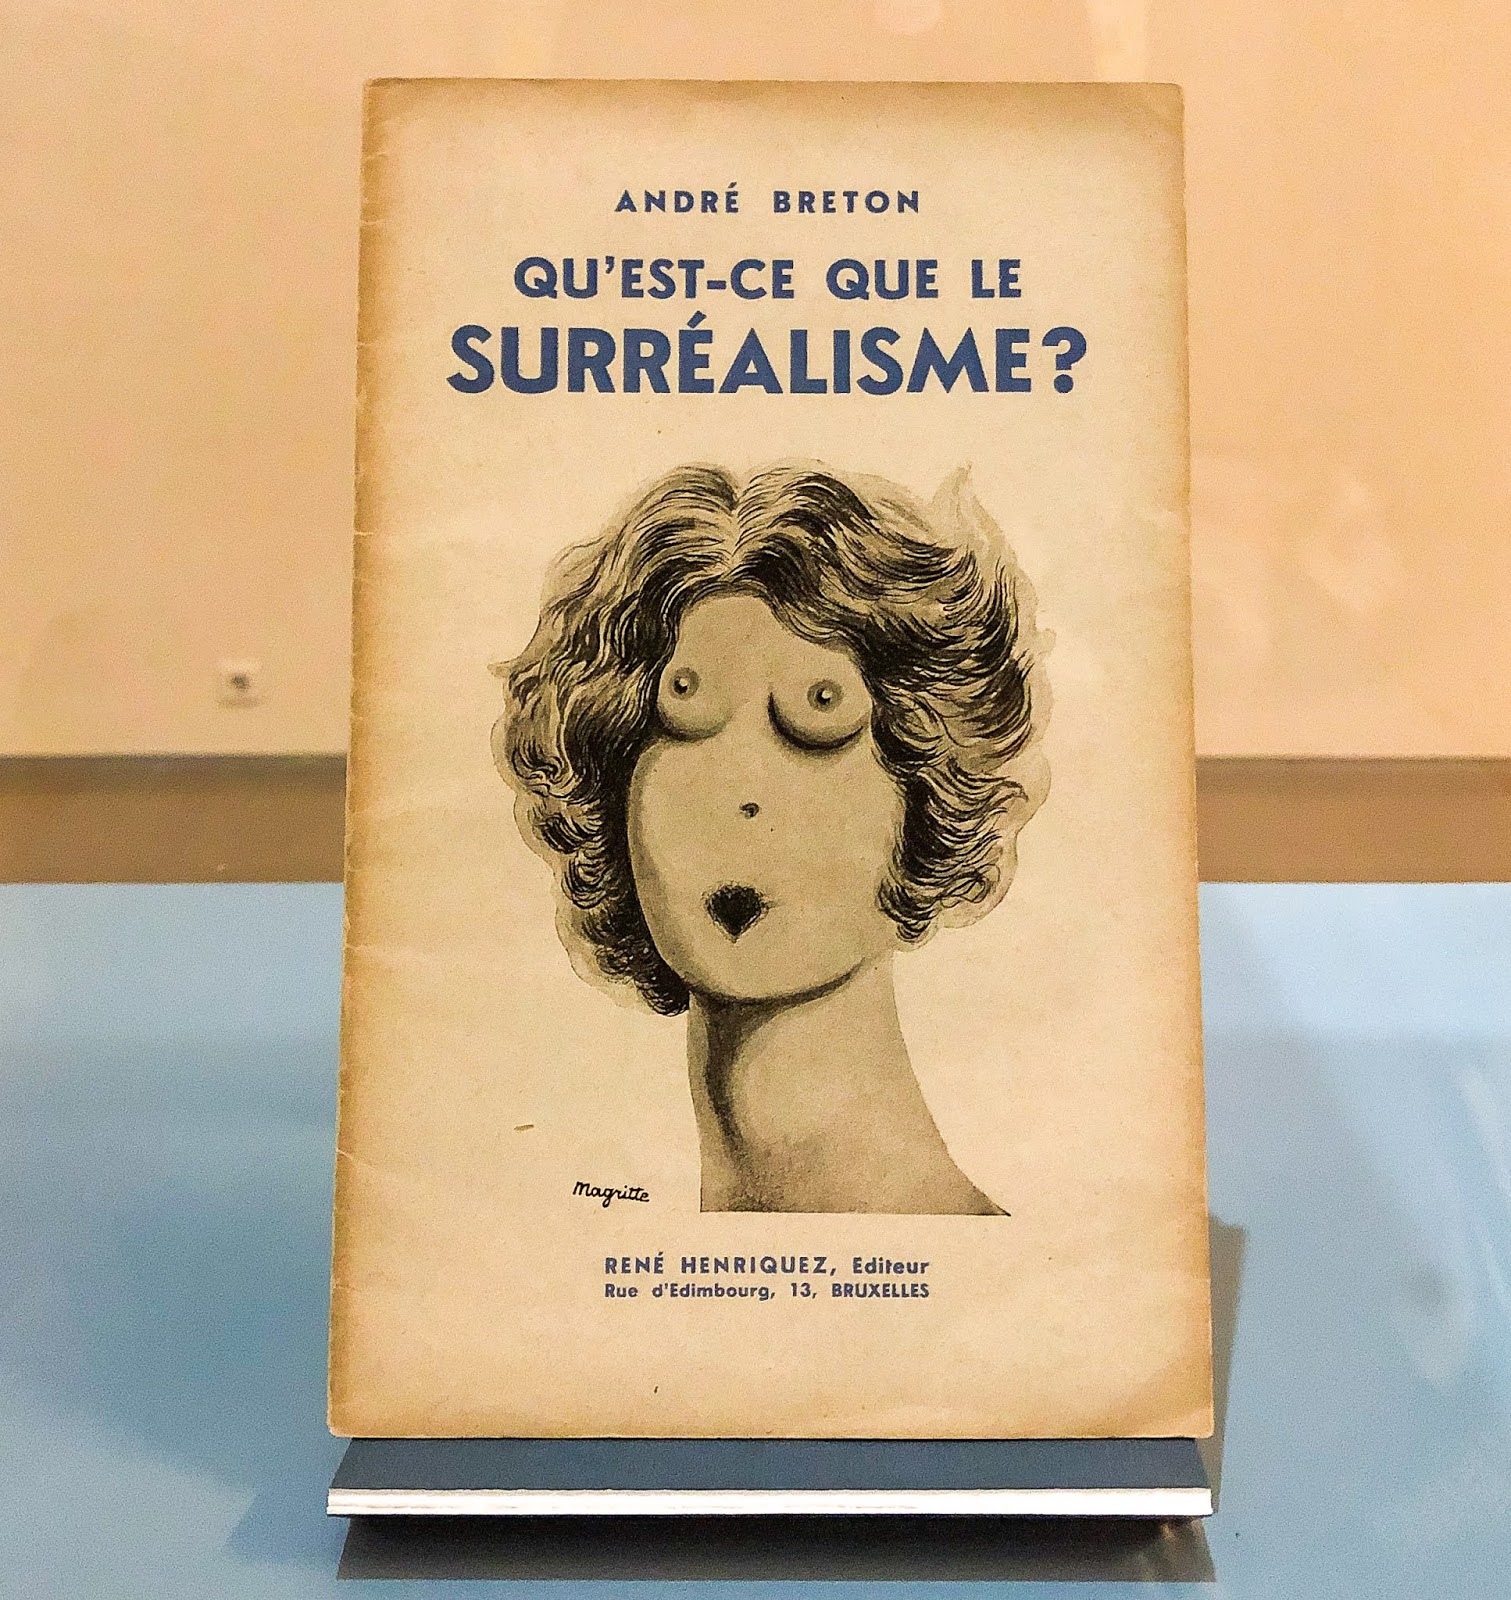 ANDRÉ BRETON
QU'EST-CE QUE LE
SURRÉALISME?
Magritte
RENÉ HENRIQUEZ, Editeur
Rue d'Edimbourg, 13, BRUXELLES